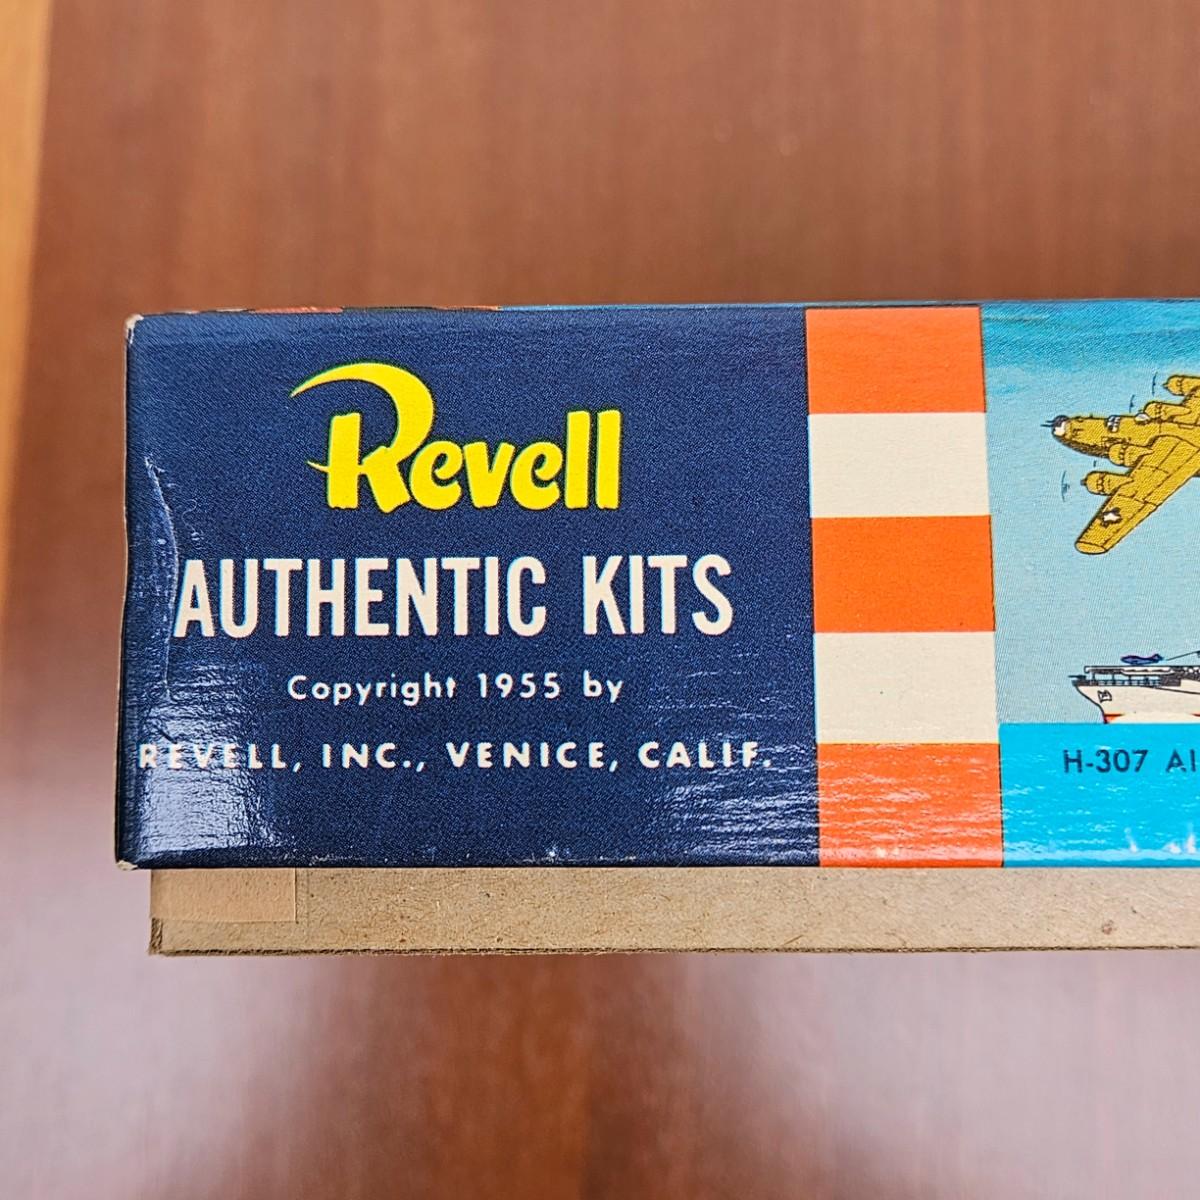 Revell
AUTHENTIC KITS
Copyright 1955 by
REVELL, INC., VENICE, CALIF.
H-307